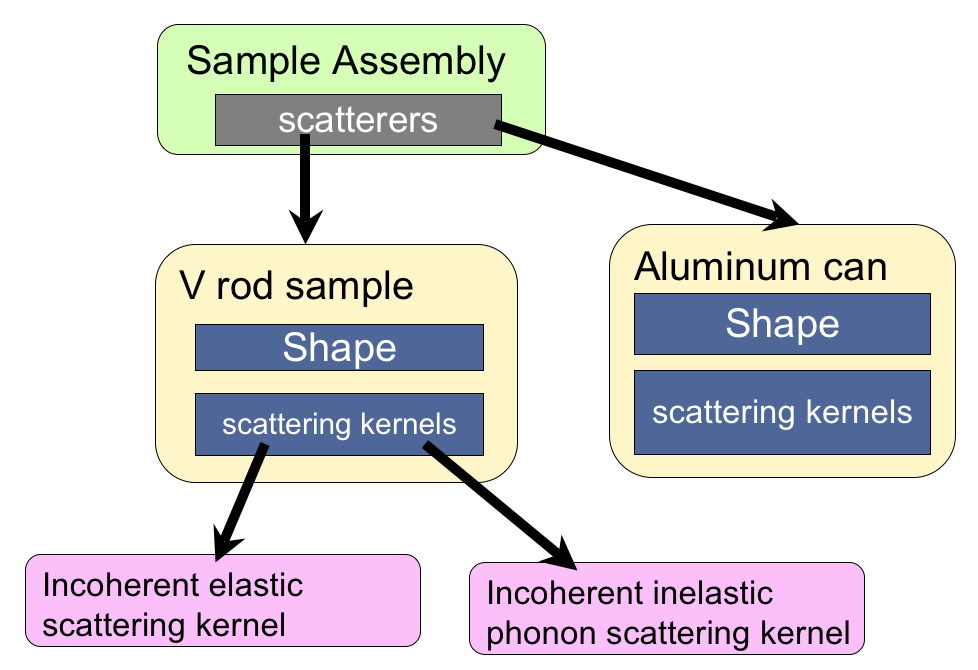 Sample Assembly
scatterers
V rod sample
Shape
scattering kernels
Aluminum can
Shape
scattering kernels
Incoherent elastic
scattering kernel
Incoherent inelastic
phonon scattering kernel